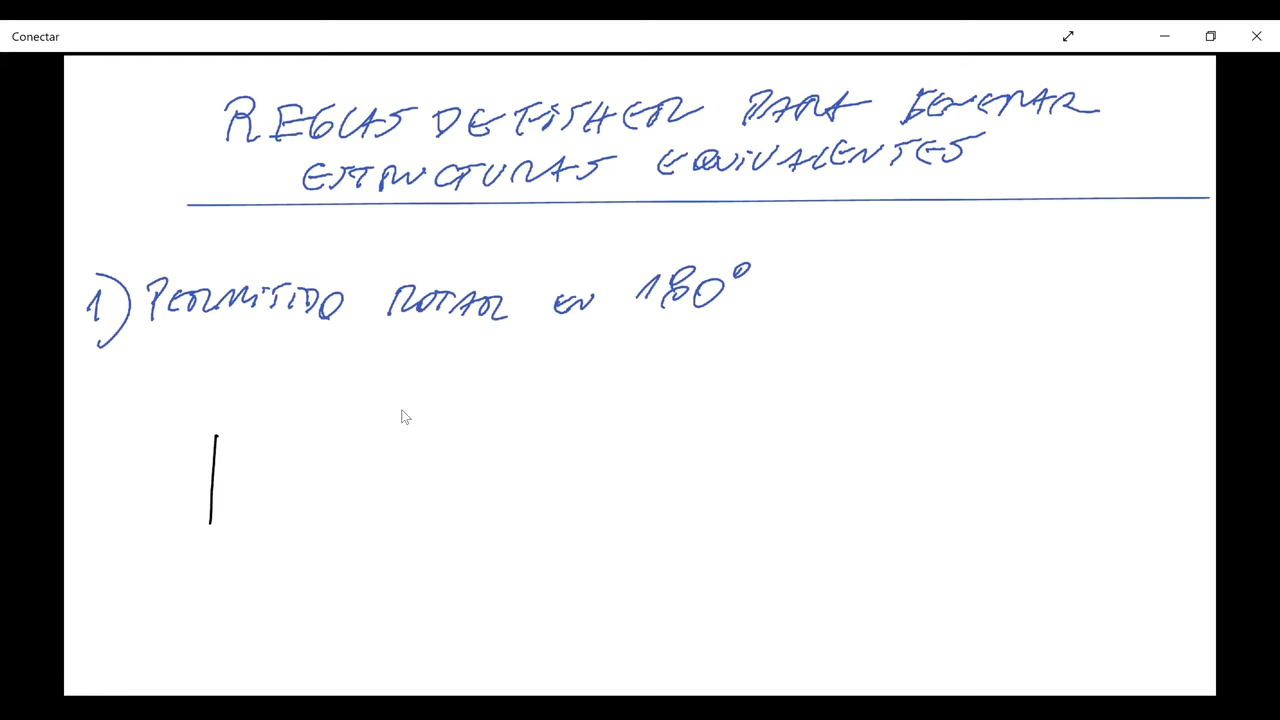 Conectar
REGLAS DE FISHER PARA GENERAR
ESTRUCTURAS EQUIVALENTES
1) PERMITIDO ROTAR EN 180°